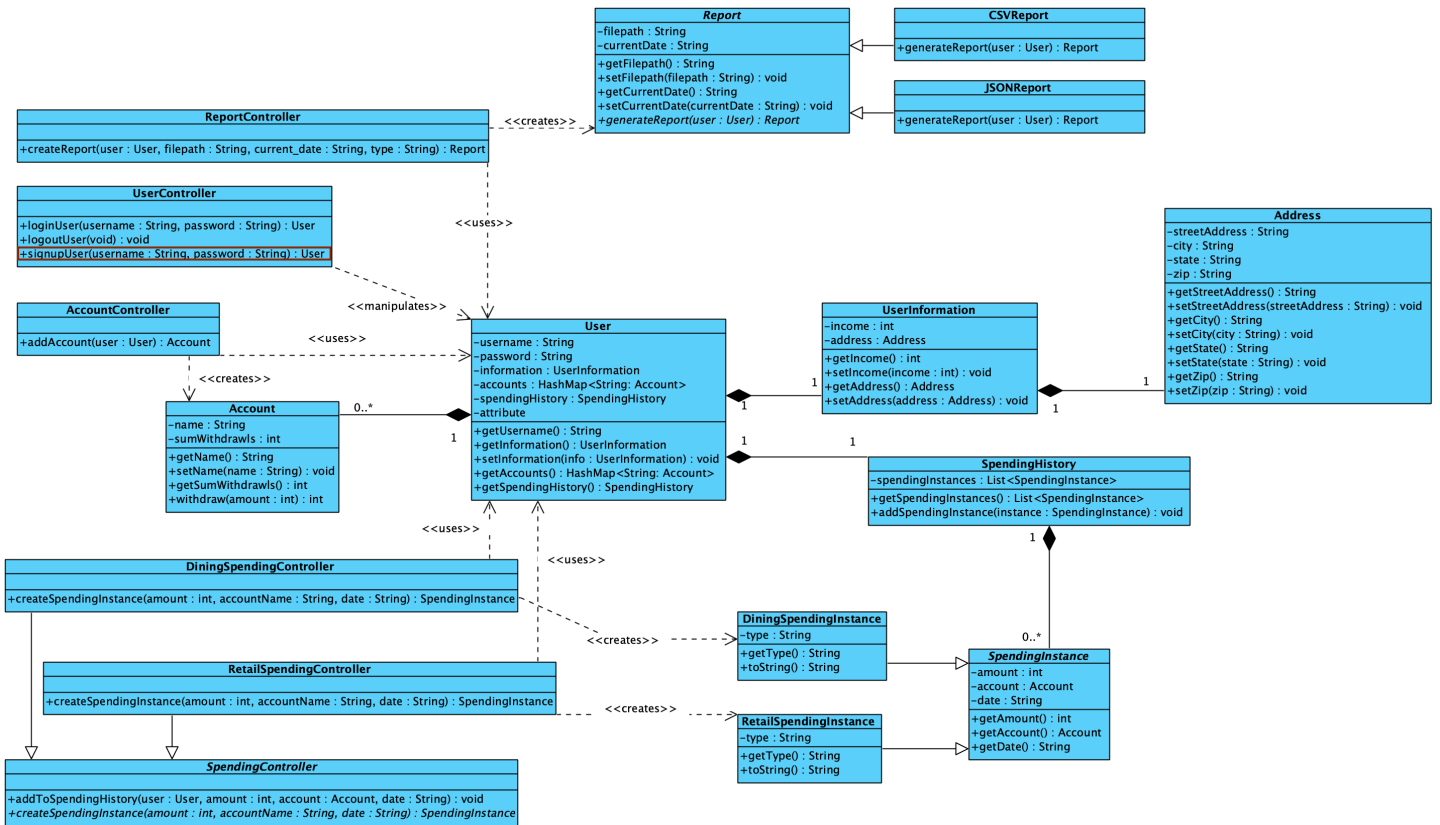 Report
-filepath : String
-currentDate : String
+getFilepath() : String
+setFilepath(filepath : String) : void
+getCurrentDate() : String
+setCurrentDate(currentDate : String) : void
+generateReport(user : User) : Report
CSVReport
+generateReport(user : User) : Report
JSONReport
+generateReport(user : User) : Report
ReportController
+createReport(user : User, filepath : String, current_date : String, type : String) : Report
<<creates>>
<<uses>>
UserController
+loginUser(username : String, password : String) : User
+logoutUser(void) : void
+signupUser(username : String, password : String) : User
<<manipulates>>
AccountController
+addAccount(user : User) : Account
<<uses>>
<<creates>>
Account
-name : String
-sumWithdrawls : int
+getName() : String
+setName(name : String) : void
+getSumWithdrawls() : int
+withdraw(amount : int) : int
0..*
1
User
-username : String
-password : String
-information : UserInformation
-accounts : HashMap<String: Account>
-spendingHistory : SpendingHistory
-attribute
+getUsername() : String
+getInformation() : UserInformation
+setInformation(info : UserInformation) : void
+getAccounts() : HashMap<String: Account>
+getSpendingHistory() : SpendingHistory
1
1
UserInformation
-income : int
-address : Address
+getIncome() : int
+setIncome(income : int) : void
+getAddress() : Address
+setAddress(address : Address) : void
1
1
Address
-streetAddress : String
-city : String
-state : String
-zip : String
+getStreetAddress() : String
+setStreetAddress(streetAddress : String) : void
+getCity() : String
+setCity(city : String) : void
+getState() : String
+setState(state : String) : void
+getZip() : String
+setZip(zip : String) : void
1
1
SpendingHistory
-spendingInstances : List<SpendingInstance>
+getSpendingInstances() : List<SpendingInstance>
+addSpendingInstance(instance : SpendingInstance) : void
1
0..*
<<uses>>
<<uses>>
DiningSpendingController
+createSpendingInstance(amount : int, accountName : String, date : String) : SpendingInstance
<<creates>>
DiningSpendingInstance
-type : String
+getType() : String
+toString() : String
SpendingInstance
-amount : int
-account : Account
-date : String
+getAmount() : int
+getAccount() : Account
+getDate() : String
RetailSpendingController
+createSpendingInstance(amount : int, accountName : String, date : String) : SpendingInstance
<<creates>>
RetailSpendingInstance
-type : String
+getType() : String
+toString() : String
SpendingController
+addToSpendingHistory(user : User, amount : int, account : Account, date : String) : void
+createSpendingInstance(amount : int, accountName : String, date : String) : SpendingInstance